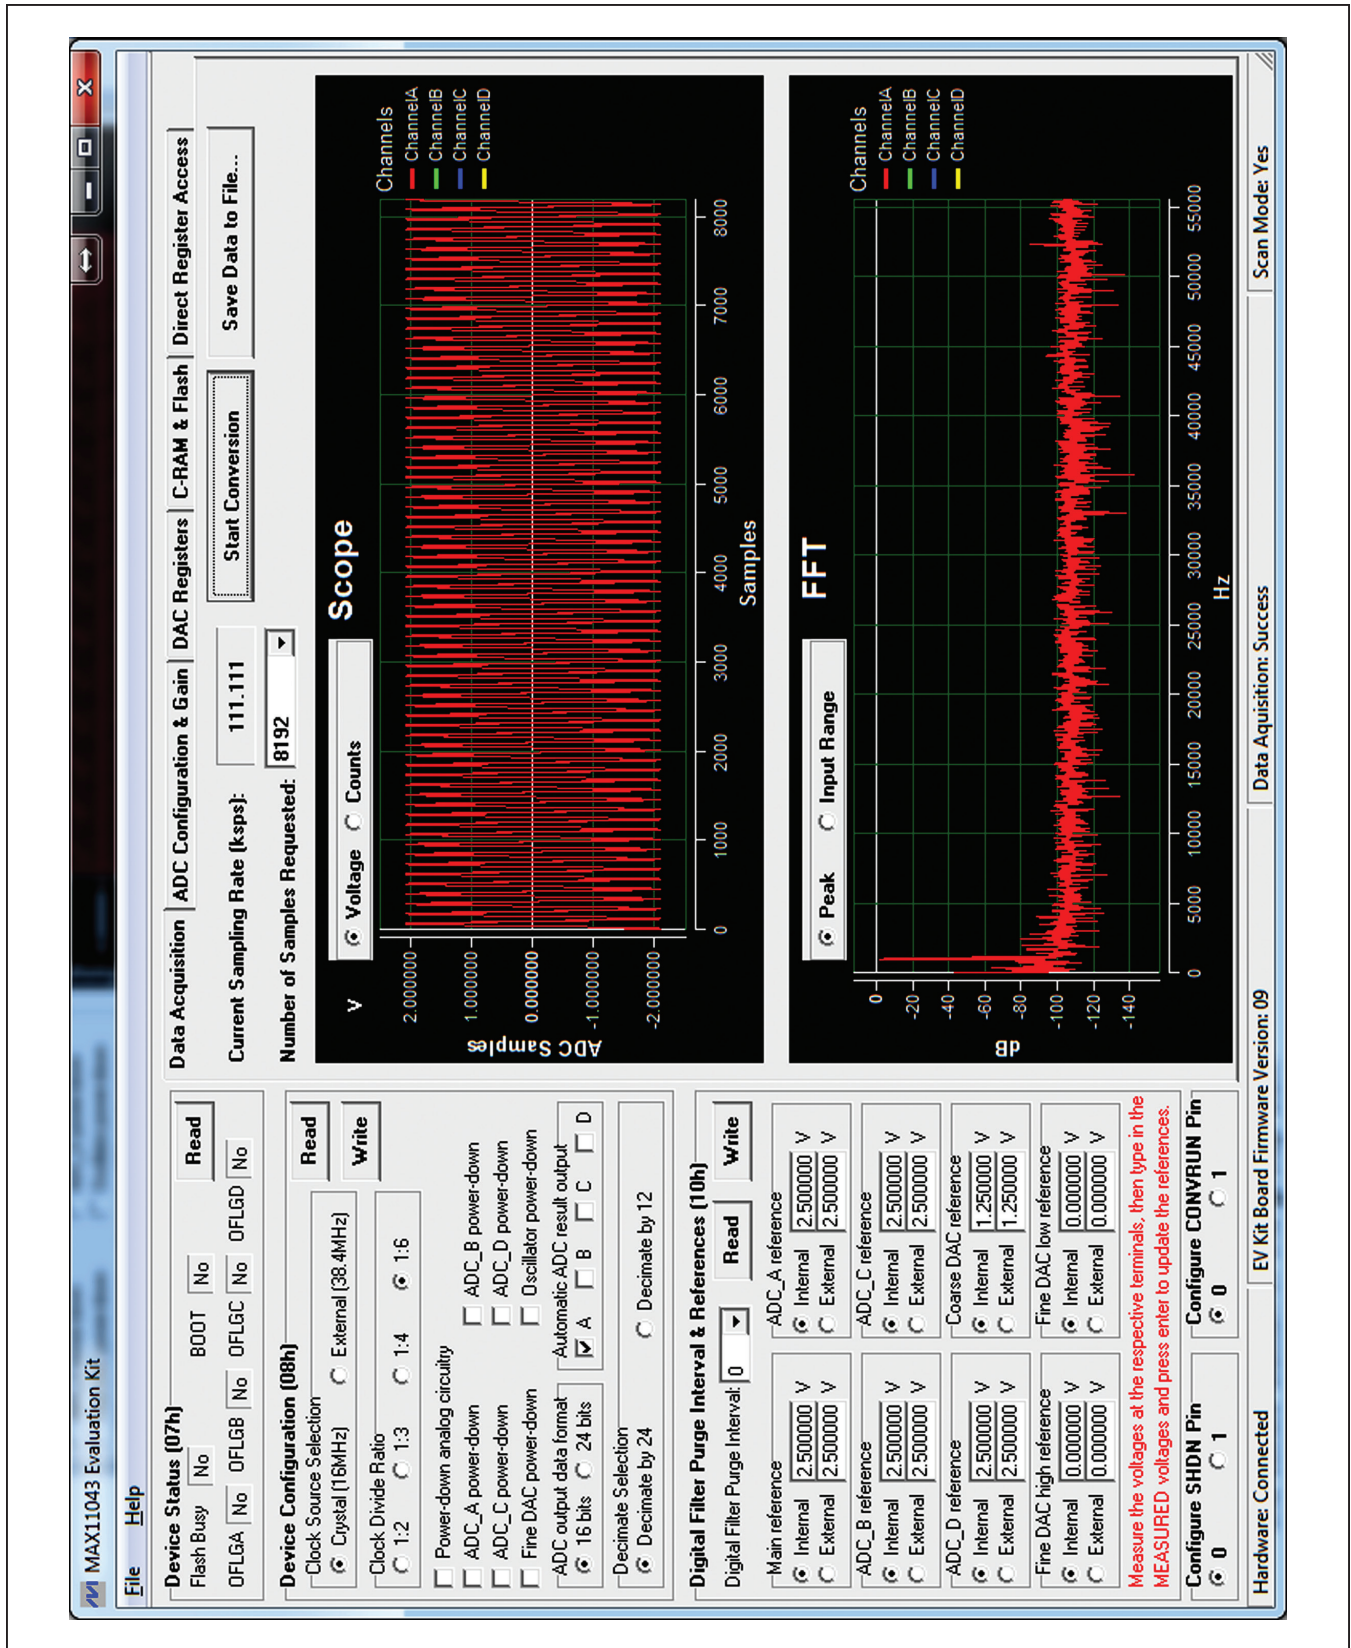 MAX11043 Evaluation Kit
File Help
Device Status (07h)
Flash Busy No BOOT No Read
OFLGA No OFLGB No OFLGC No OFLGD No
Device Configuration (08h)
Clock Source Selection
Crystal (16MHz) External (38.4MHz)
Read
Write
Clock Divide Ratio
1:2 1:3 1:4 1:6
Power-down analog circuitry
ADC_A power-down ADC_B power-down
ADC_C power-down ADC_D power-down
Fine DAC power-down Oscillator power-down
ADC output data format
16 bits 24 bits
Automatic ADC result output
A B C D
Decimate Selection
Decimate by 24 Decimate by 12
Digital Filter Purge Interval & References (10h)
Digital Filter Purge Interval: 0 Read Write
Main reference
Internal 2.500000 V
External 2.500000 V
ADC_A reference
Internal 2.500000 V
External 2.500000 V
ADC_B reference
Internal 2.500000 V
External 2.500000 V
ADC_C reference
Internal 2.500000 V
External 2.500000 V
ADC_D reference
Internal 2.500000 V
External 2.500000 V
Coarse DAC reference
Internal 1.250000 V
External 1.250000 V
Fine DAC high reference
Internal 0.000000 V
External 0.000000 V
Fine DAC low reference
Internal 0.000000 V
External 0.000000 V
Measure the voltages at the respective terminals, then type in the
MEASURED voltages and press enter to update the references.
Configure SHDN Pin
0 1
Configure CONVRUN Pin
0 1
Data Acquisition ADC Configuration & Gain DAC Registers C-RAM & Flash Direct Register Access
Current Sampling Rate (ksps): 111.111 Start Conversion Save Data to File...
Number of Samples Requested: 8192
V Voltage Counts Scope
Channels
ChannelA
ChannelB
ChannelC
ChannelD
ADC Samples
2.000000
1.000000
0.000000
-1.000000
-2.000000
0 1000 2000 3000 4000 5000 6000 7000 8000
Samples
Peak Input Range FFT
Channels
ChannelA
ChannelB
ChannelC
ChannelD
dB
0
-20
-40
-60
-80
-100
-120
-140
0 5000 10000 15000 20000 25000 30000 35000 40000 45000 50000 55000
Hz
Hardware: Connected EV Kit Board Firmware Version: 09 Data Aquisition: Success Scan Mode: Yes